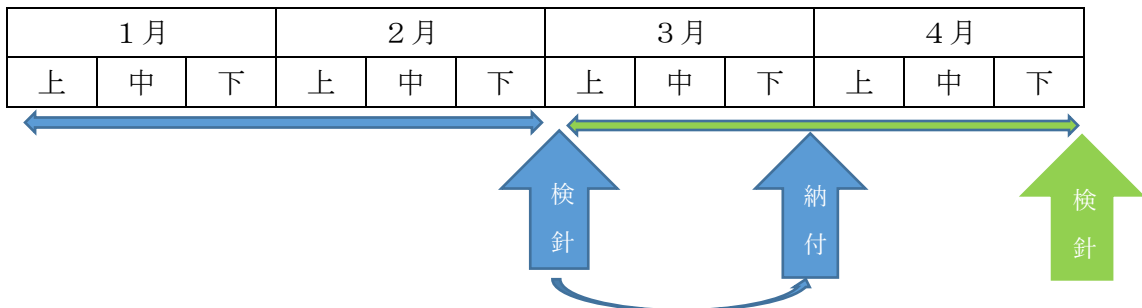 1月 2月 3月 4月
上 中 下 上 中 下 上 中 下 上 中 下
検針
納付
検針